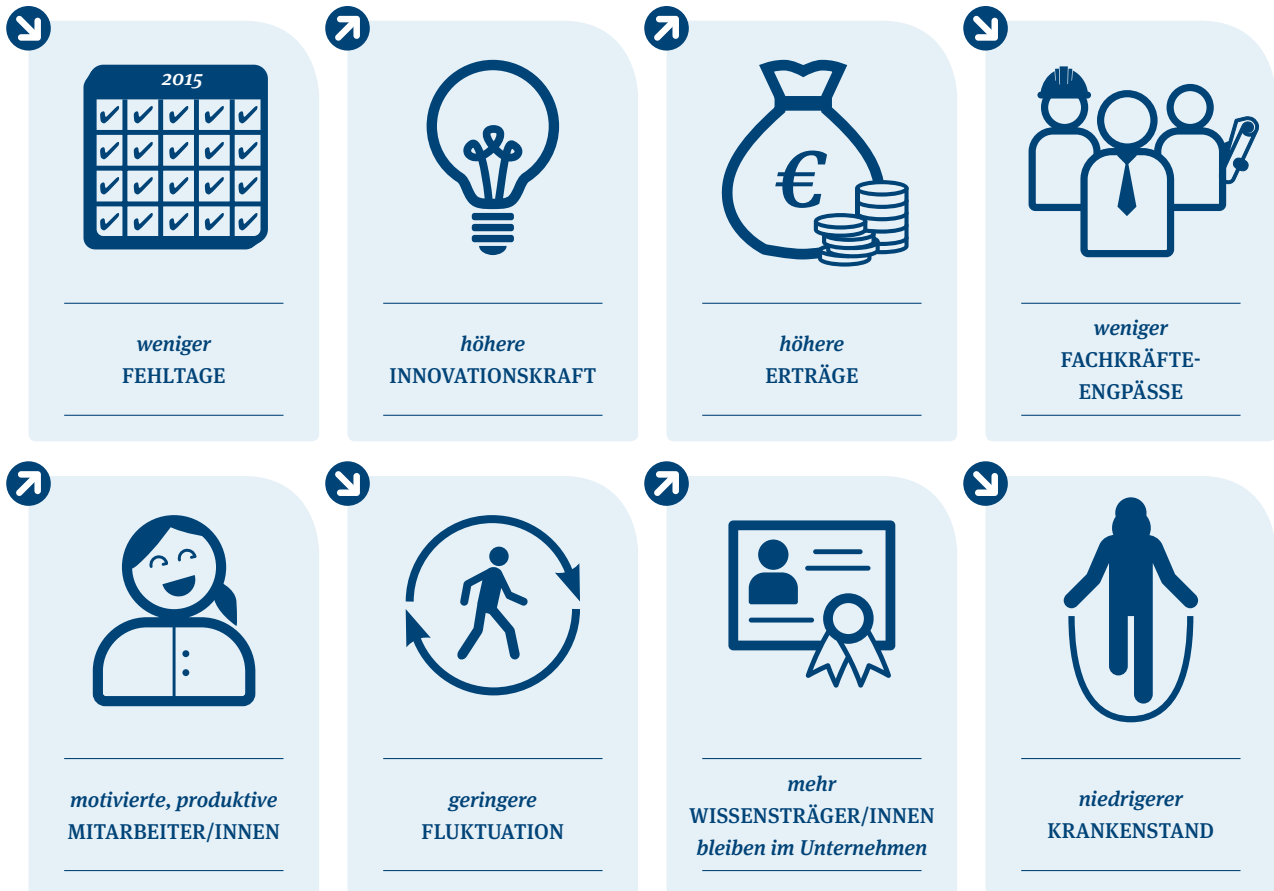 2015
€
weniger
FEHLTAGE
höhere
INNOVATIONSKRAFT
höhere
ERTRÄGE
weniger
FACHKRÄFTE-
ENGPÄSSE
motivierte, produktive
MITARBEITER/INNEN
geringere
FLUKTUATION
mehr
WISSENSTRÄGER/INNEN
bleiben im Unternehmen
niedrigerer
KRANKENSTAND